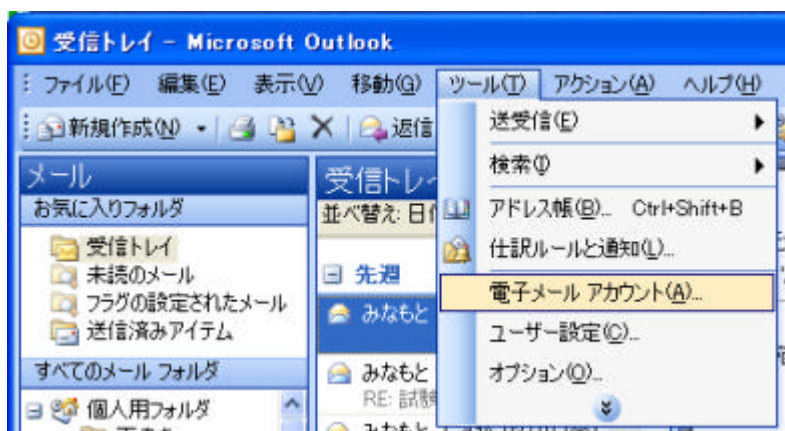 受信トレイ - Microsoft Outlook
ファイル(F) 編集(E) 表示(V) 移動(G) ツール(T) アクション(A) ヘルプ(H)
新規作成(N) 返信
メール
お気に入りフォルダ
受信トレイ
未読のメール
フラグの設定されたメール
送信済みアイテム
すべてのメール フォルダ
個人用フォルダ
受信トレイ
並べ替え: 日付
先週
みなもと
みなもと
RE: 試験
みなもと
送受信(E)
検索(I)
アドレス帳(B)... Ctrl+Shift+B
仕訳ルールと通知(L)...
電子メール アカウント(A)...
ユーザー設定(C)...
オプション(O)...